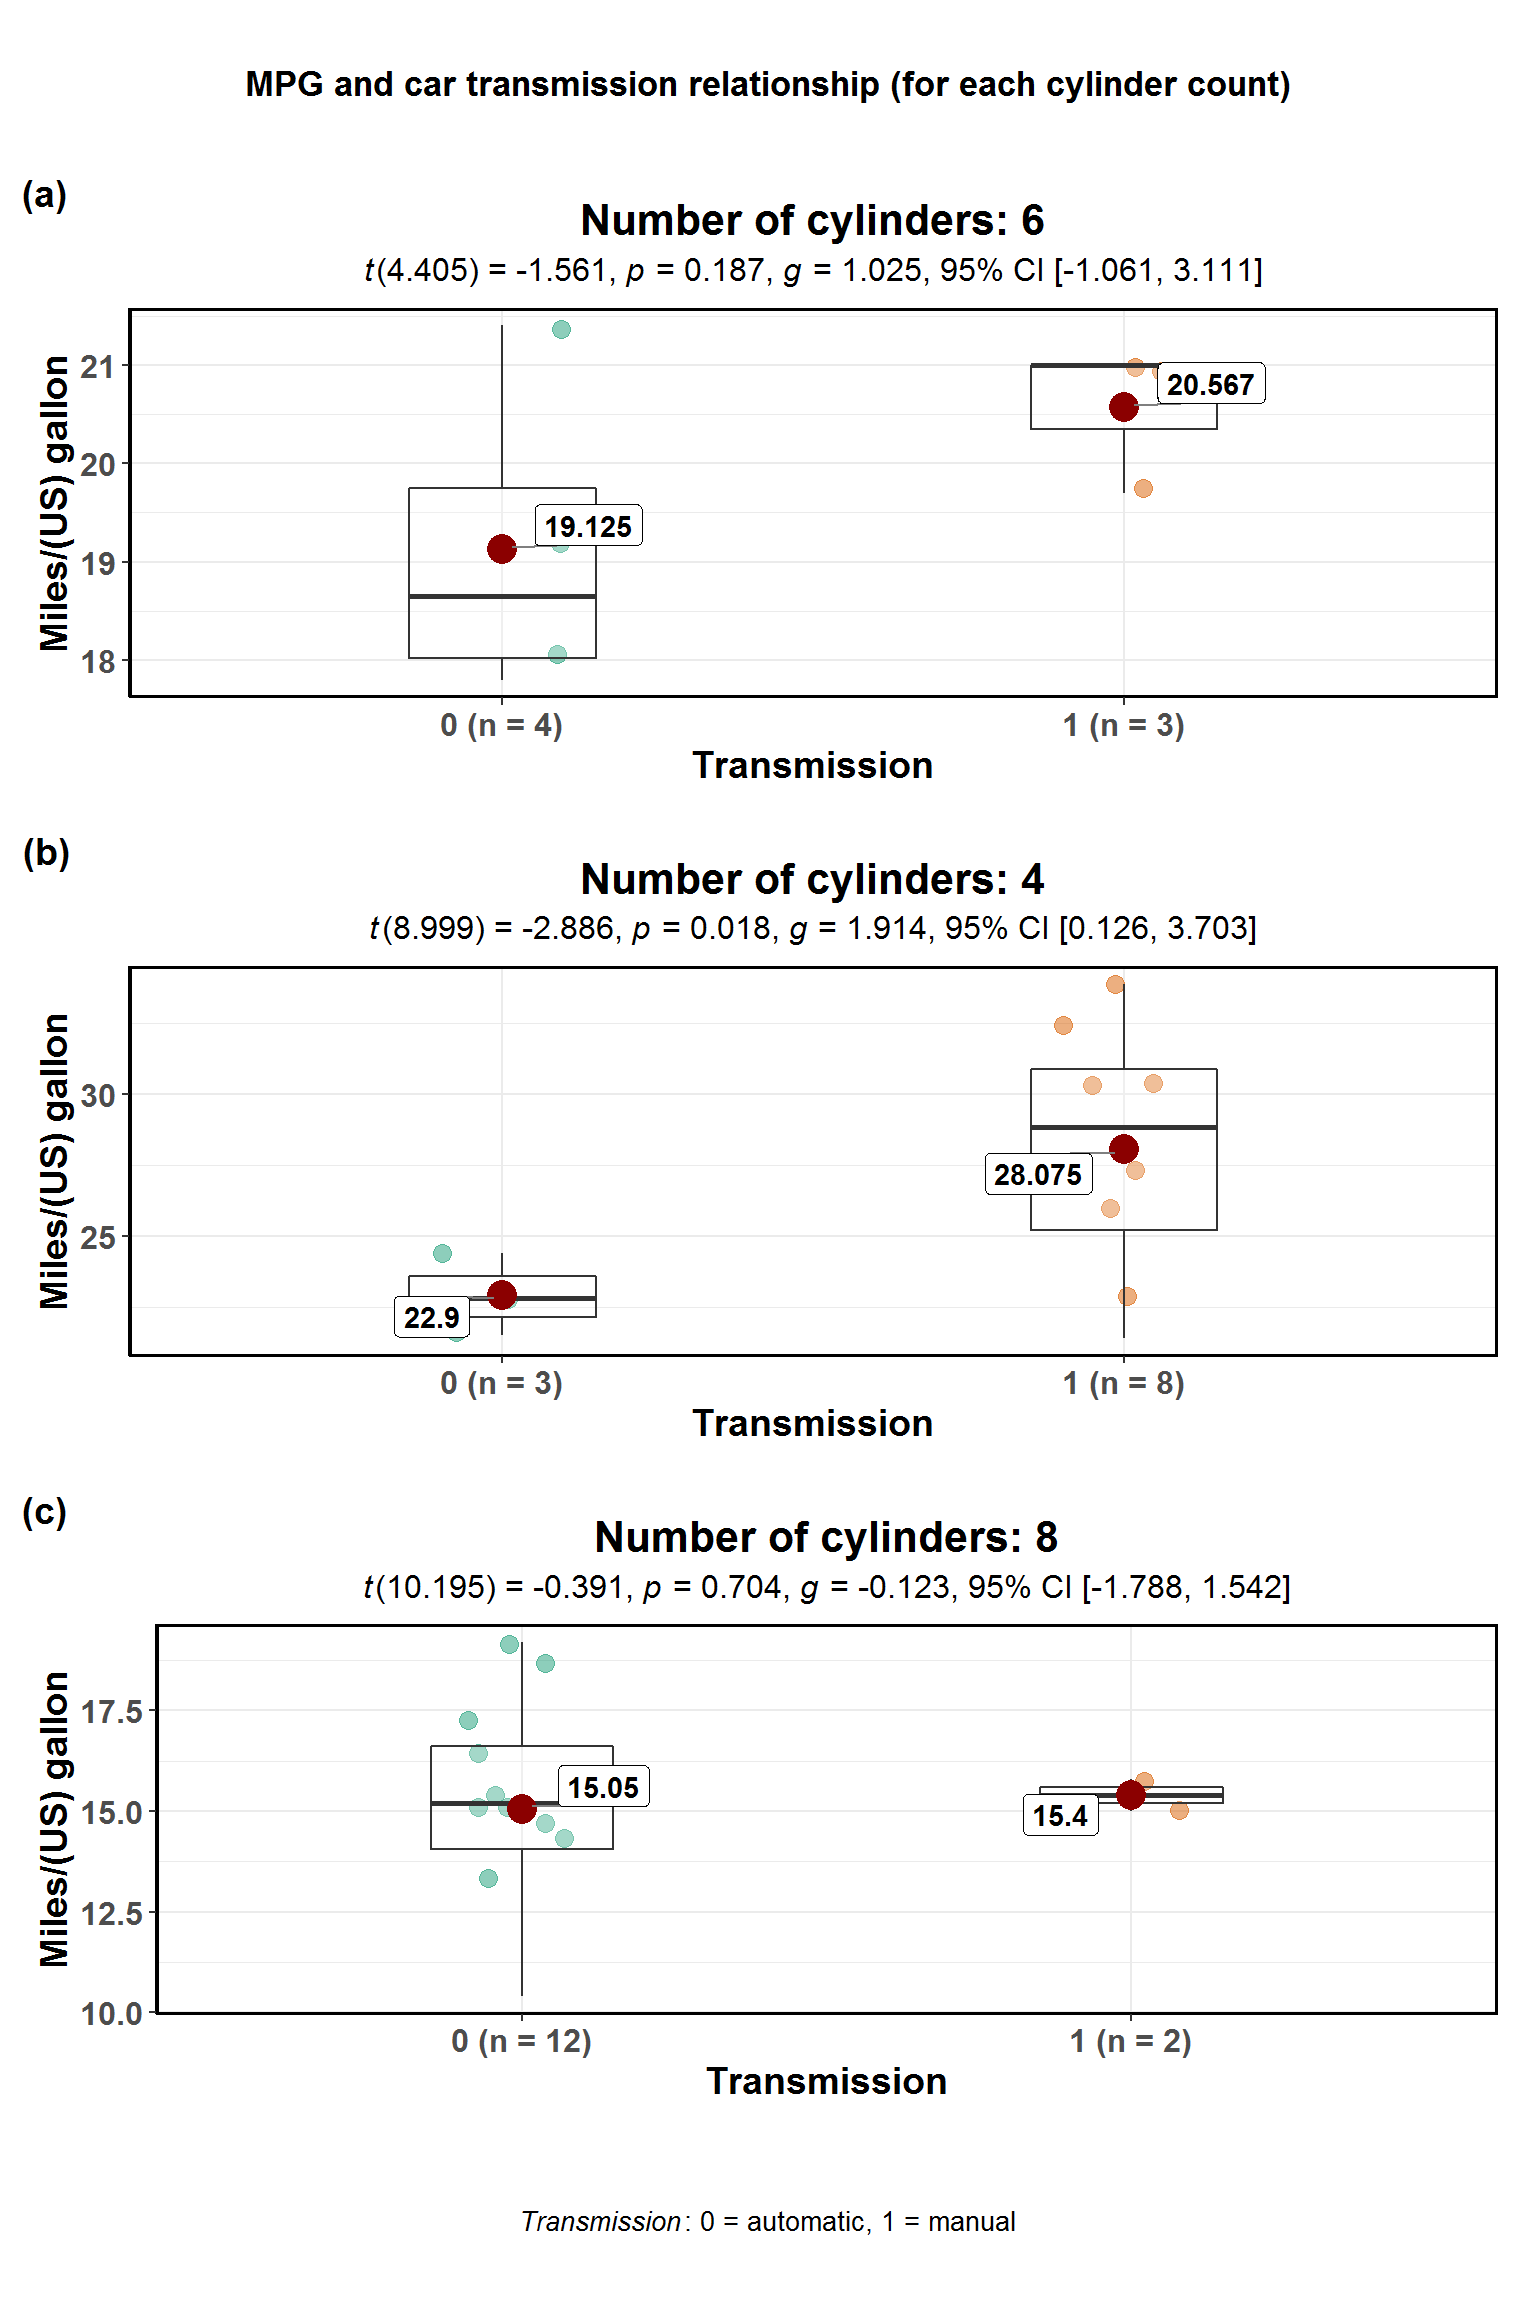 MPG and car transmission relationship (for each cylinder count)
(a)
Number of cylinders: 6
t(4.405) = -1.561, p = 0.187, g = 1.025, 95% CI [-1.061, 3.111]
Miles/(US) gallon
21
20
19
18
19.125
20.567
0 (n = 4)
1 (n = 3)
Transmission
(b)
Number of cylinders: 4
t(8.999) = -2.886, p = 0.018, g = 1.914, 95% CI [0.126, 3.703]
Miles/(US) gallon
30
25
22.9
28.075
0 (n = 3)
1 (n = 8)
Transmission
(c)
Number of cylinders: 8
t(10.195) = -0.391, p = 0.704, g = -0.123, 95% CI [-1.788, 1.542]
Miles/(US) gallon
17.5
15.0
12.5
10.0
15.05
15.4
0 (n = 12)
1 (n = 2)
Transmission
Transmission: 0 = automatic, 1 = manual